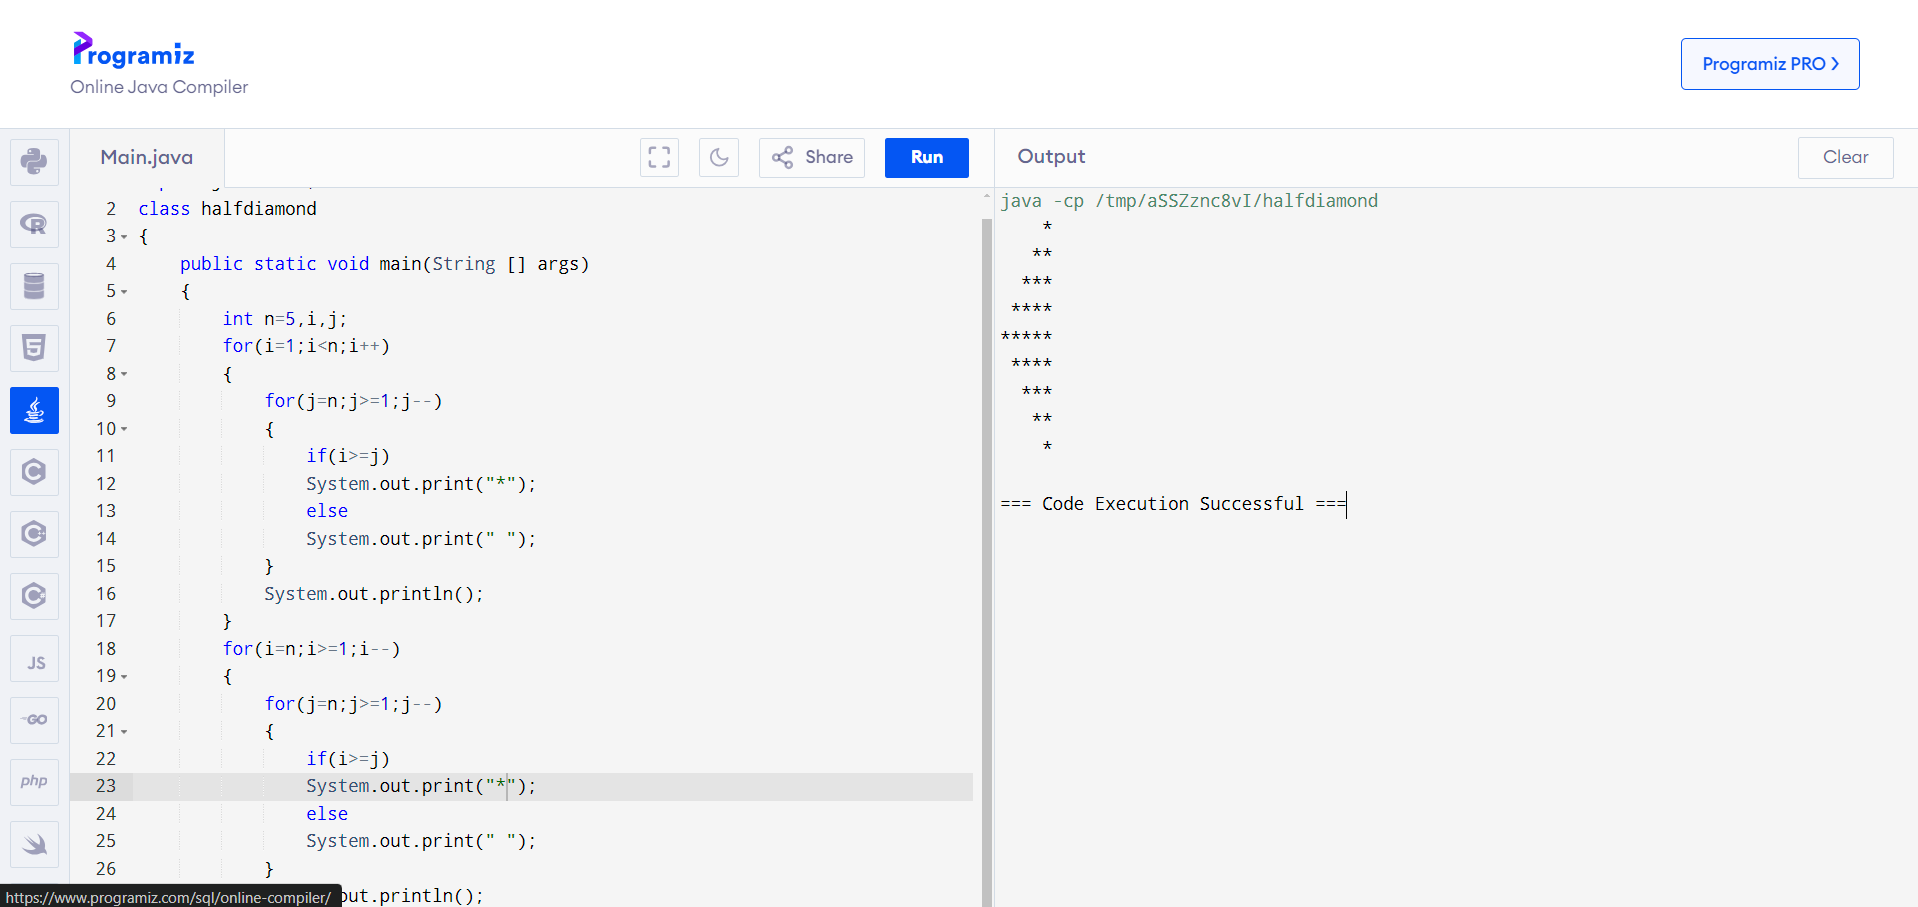 Programiz
Online Java Compiler
Programiz PRO >
Main.java
Share
Run
Output
Clear
2 class halfdiamond
3 {
4     public static void main(String [] args)
5     {
6         int n=5,i,j;
7         for(i=1;i<n;i++)
8         {
9             for(j=n;j>=1;j--)
10             {
11                 if(i>=j)
12                 System.out.print("*");
13                 else
14                 System.out.print(" ");
15             }
16             System.out.println();
17         }
18         for(i=n;i>=1;i--)
19         {
20             for(j=n;j>=1;j--)
21             {
22                 if(i>=j)
23                 System.out.print("*");
24                 else
25                 System.out.print(" ");
26             }
out.println();
java -cp /tmp/aSSZznc8vI/halfdiamond
    *
   **
  ***
 ****
*****
 ****
  ***
   **
    *
=== Code Execution Successful ===
R
5
C
C
C
JS
GO
php
https://www.programiz.com/sql/online-compiler/